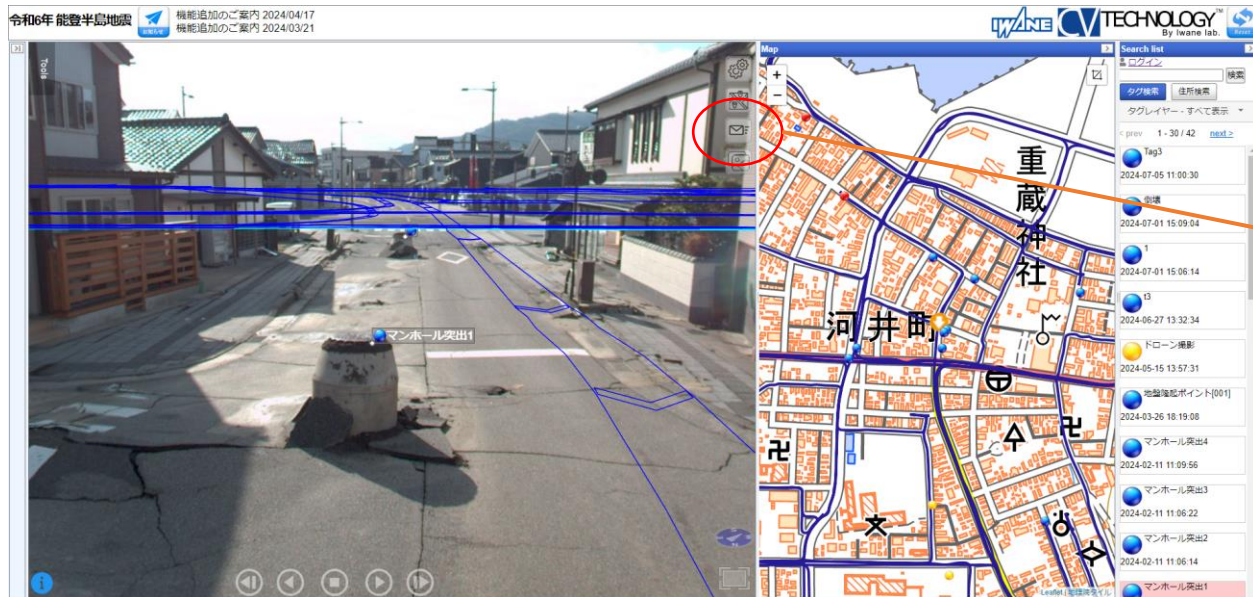 令和6年 能登半島地震
お知らせ
機能追加のご案内 2024/04/17
機能追加のご案内 2024/03/21
IWANE CV TECHNOLOGY™
By Iwane lab.
Reset
Tools
マンホール突出1
Map
+
−
重蔵神社
河井町
Leaflet | 地理院タイル
Search list
ログイン
検索
タグ検索 住所検索
タグレイヤー - すべて表示
< prev 1 - 30 / 42 next >
Tag3
2024-07-05 11:00:30
倒壊
2024-07-01 15:09:04
1
2024-07-01 15:06:14
t3
2024-06-27 13:32:34
ドローン撮影
2024-05-15 13:57:31
地盤隆起ポイント[001]
2024-03-26 18:19:08
マンホール突出4
2024-02-11 11:09:56
マンホール突出3
2024-02-11 11:06:22
マンホール突出2
2024-02-11 11:06:14
マンホール突出1